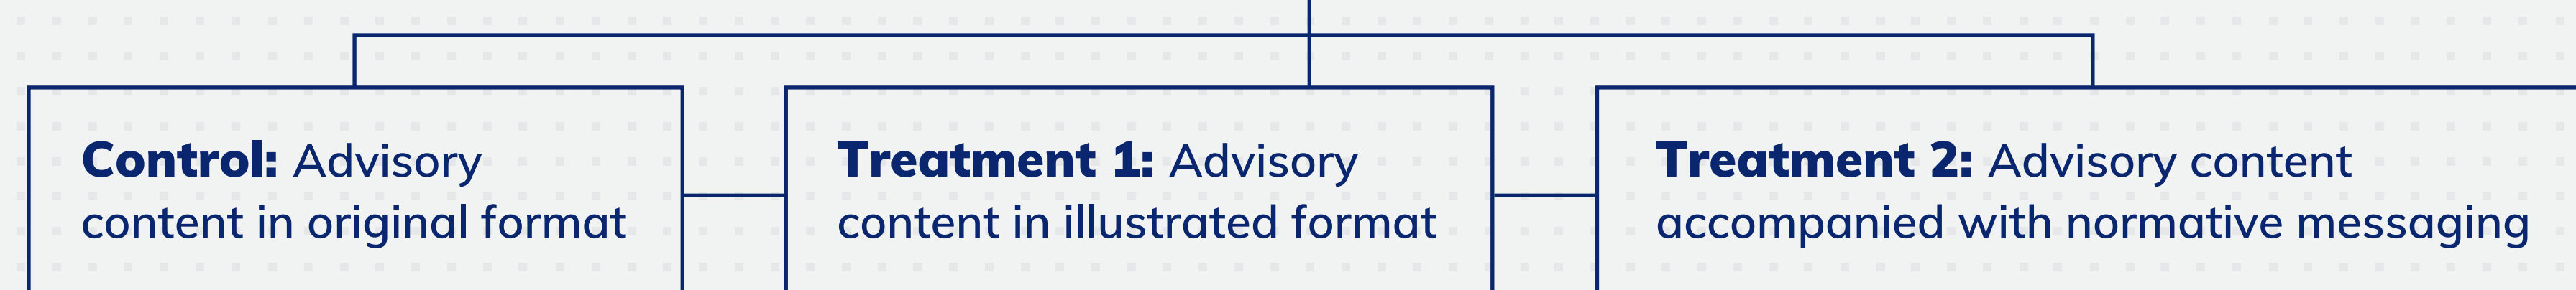 Control: Advisory
content in original format
Treatment 1: Advisory
content in illustrated format
Treatment 2: Advisory content
accompanied with normative messaging